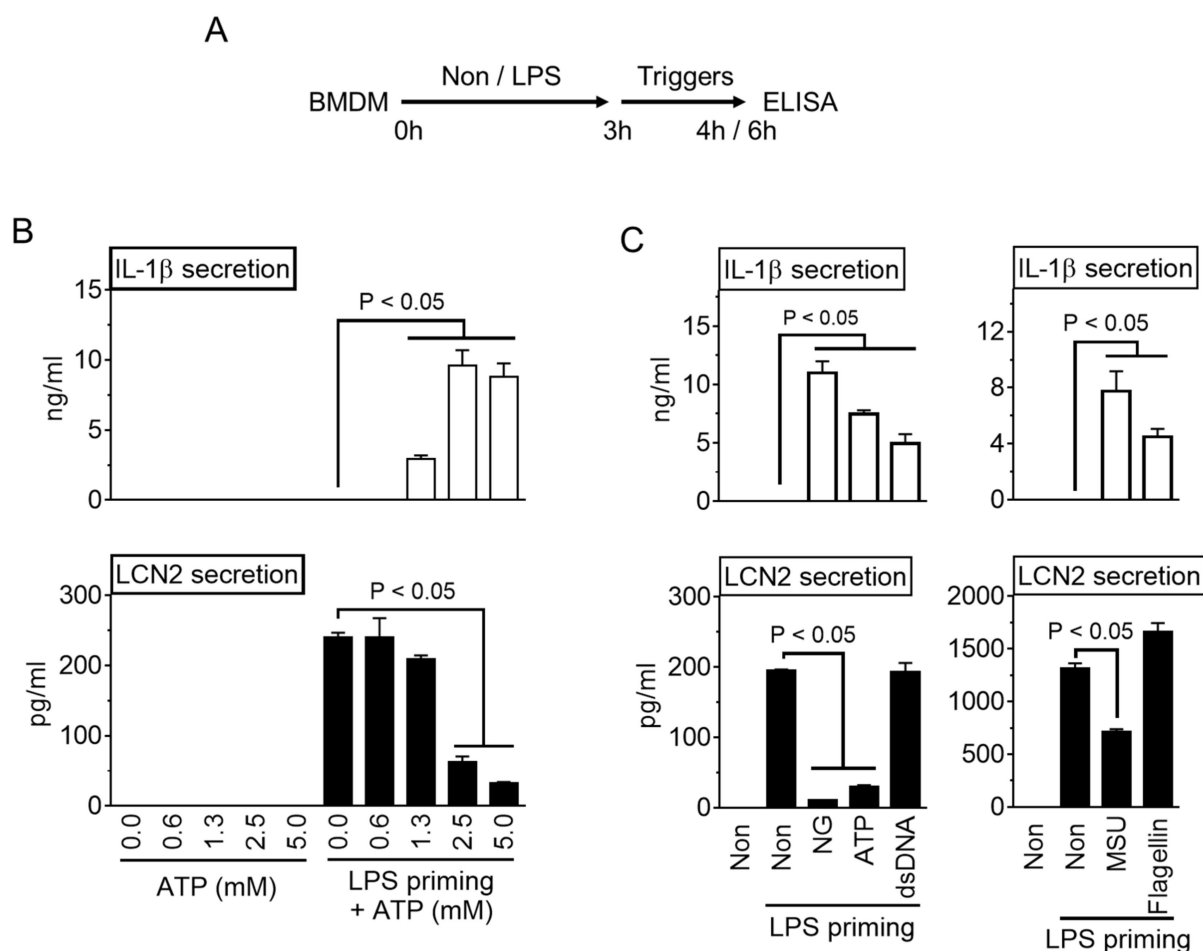 A
Non / LPS
Triggers
BMDM
ELISA
0h
3h
4h / 6h
B
IL-1β secretion
15
10
5
0
ng/ml
P < 0.05
LCN2 secretion
300
200
100
0
pg/ml
P < 0.05
0.0
0.6
1.3
2.5
5.0
0.0
0.6
1.3
2.5
5.0
ATP (mM)
LPS priming
+ ATP (mM)
C
IL-1β secretion
15
10
5
0
ng/ml
P < 0.05
IL-1β secretion
12
8
4
0
P < 0.05
LCN2 secretion
300
200
100
0
pg/ml
P < 0.05
Non
Non
NG
ATP
dsDNA
LPS priming
LCN2 secretion
2000
1500
1000
500
0
P < 0.05
Non
Non
MSU
Flagellin
LPS priming